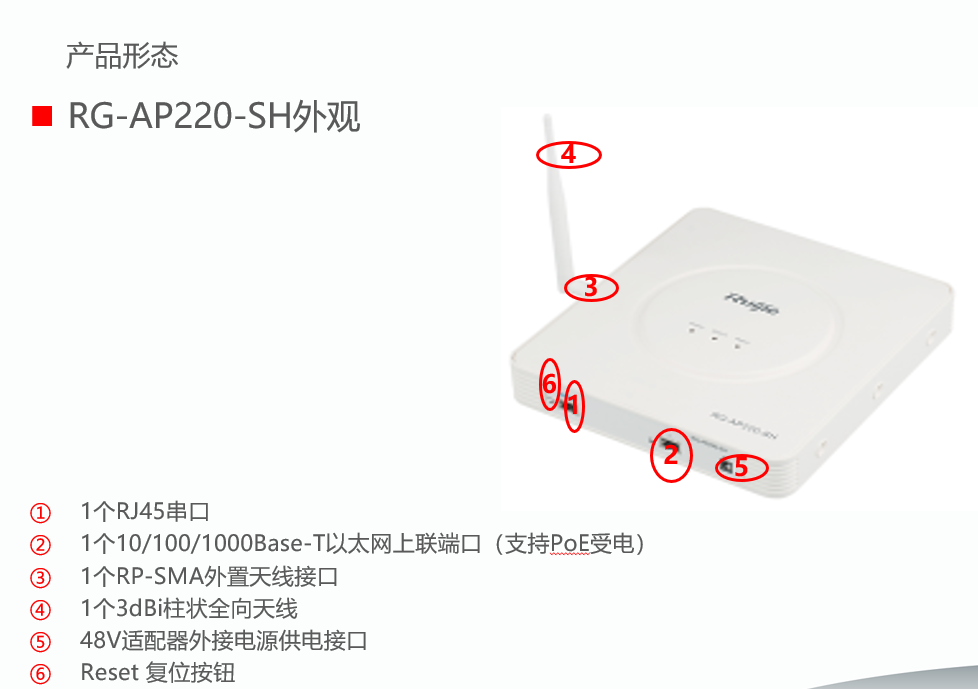 产品形态
RG-AP220-SH外观
4
3
Ruijie
6
1
RG-AP220-SH
2
5
① 1个RJ45串口
② 1个10/100/1000Base-T以太网上联端口（支持PoE受电）
③ 1个RP-SMA外置天线接口
④ 1个3dBi柱状全向天线
⑤ 48V适配器外接电源供电接口
⑥ Reset 复位按钮